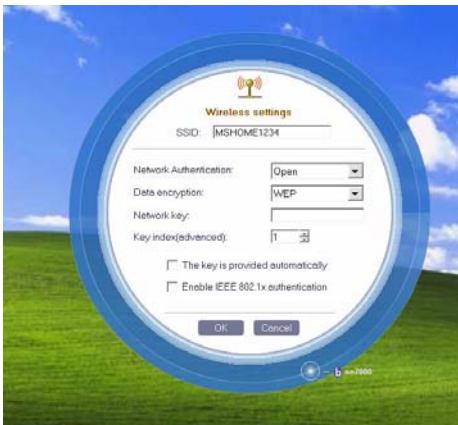 Wireless settings
SSID: MSHOME1234
Network Authentication: Open
Data encryption: WEP
Network key:
Key index(advanced): 1
The key is provided automatically
Enable IEEE 802.1x authentication
OK Cancel